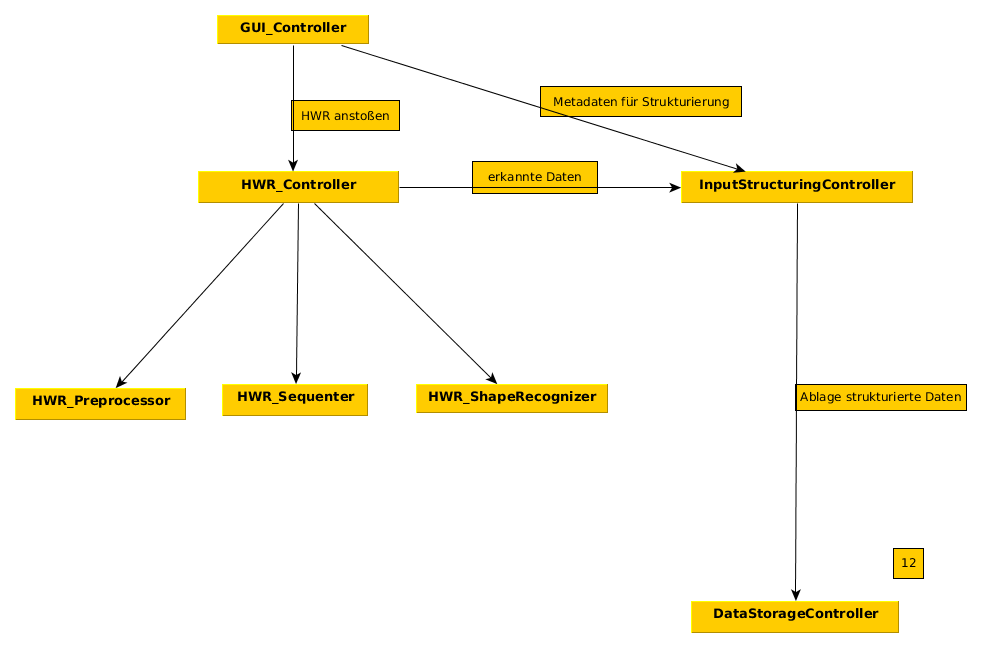 GUI_Controller
Metadaten für Strukturierung
HWR anstoßen
erkannte Daten
HWR_Controller
InputStructuringController
HWR_Preprocessor
HWR_Sequenter
HWR_ShapeRecognizer
Ablage strukturierte Daten
12
DataStorageController